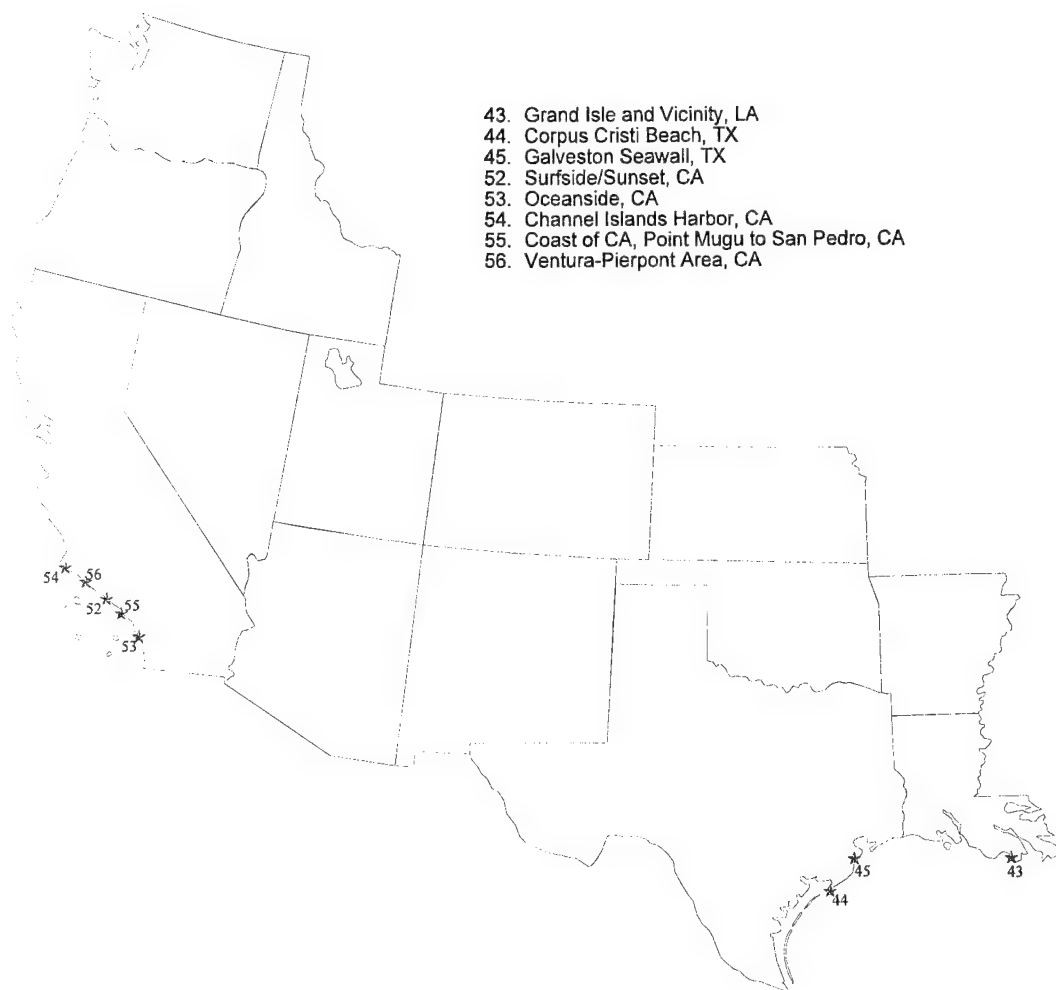 43. Grand Isle and Vicinity, LA
44. Corpus Cristi Beach, TX
45. Galveston Seawall, TX
52. Surfside/Sunset, CA
53. Oceanside, CA
54. Channel Islands Harbor, CA
55. Coast of CA, Point Mugu to San Pedro, CA
56. Ventura-Pierpont Area, CA
54
56
52
55
53
45
43
44